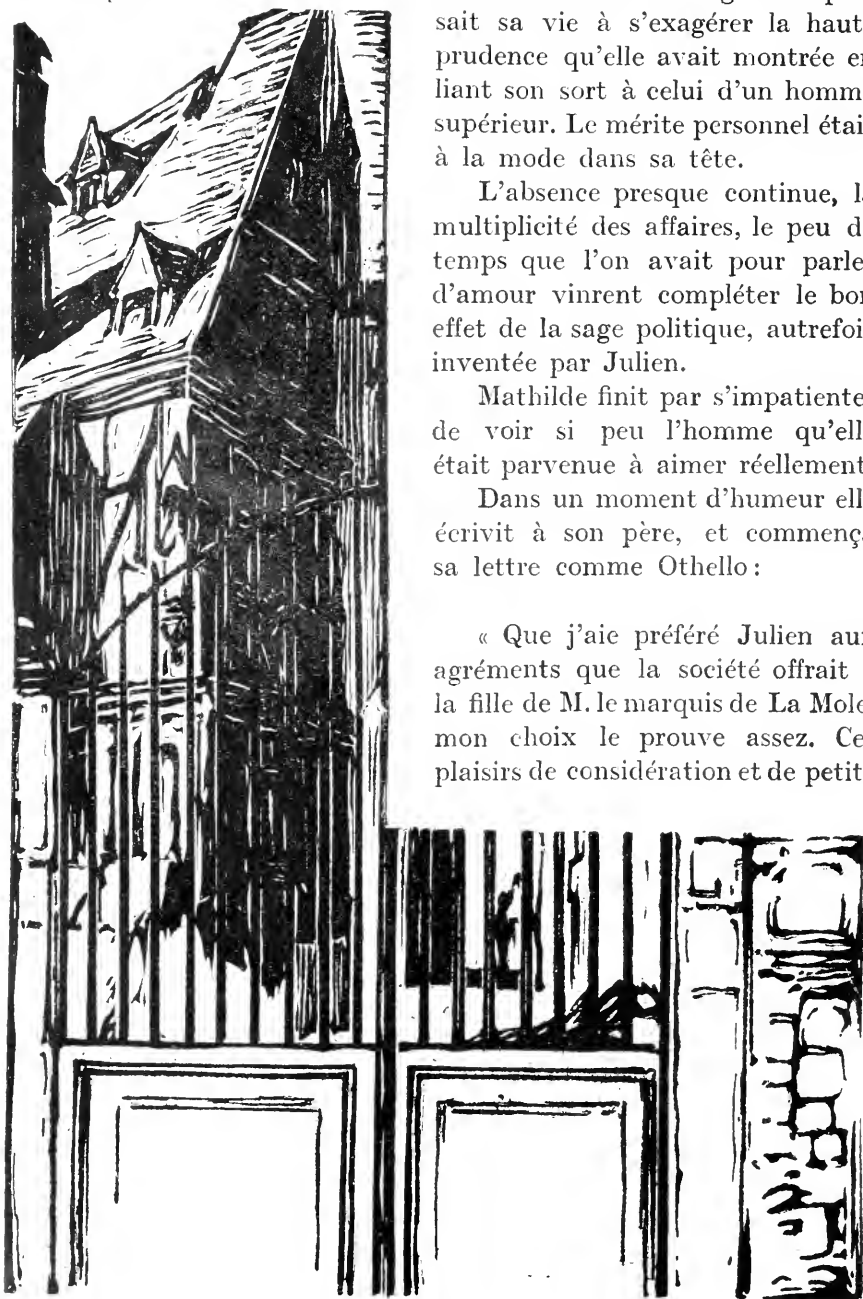 sait sa vie à s'exagérer la haut
prudence qu'elle avait montrée e
liant son sort à celui d'un homm
supérieur. Le mérite personnel étai
à la mode dans sa tête.
L'absence presque continue, l
multiplicité des affaires, le peu d
temps que l'on avait pour parle
d'amour vinrent compléter le bo
effet de la sage politique, autrefoi
inventée par Julien.
Mathilde finit par s'impatiente
de voir si peu l'homme qu'ell
était parvenue à aimer réellement
Dans un moment d'humeur ell
écrivit à son père, et commenç
sa lettre comme Othello :
« Que j'aie préféré Julien au
agréments que la société offrait
la fille de M. le marquis de La Mole
mon choix le prouve assez. Ce
plaisirs de considération et de petit